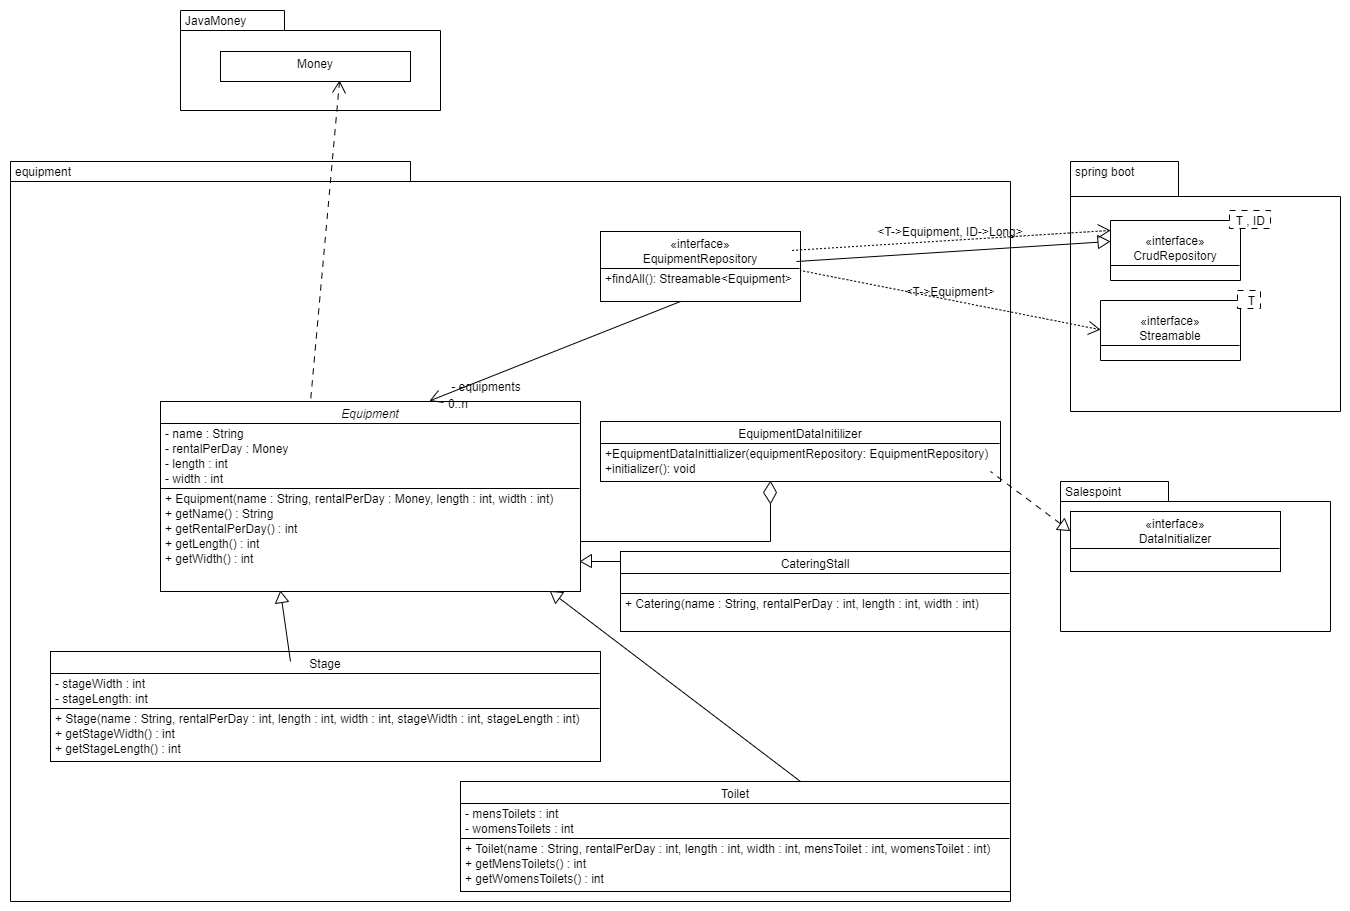 JavaMoney
Money
equipment
spring boot
T , ID
«interface»
CrudRepository
T
«interface»
Streamable
<T->Equipment, ID->Long>
<T->Equipment>
«interface»
EquipmentRepository
+findAll(): Streamable<Equipment>
- equipments
0..n
Equipment
- name : String
- rentalPerDay : Money
- length : int
- width : int
+ Equipment(name : String, rentalPerDay : Money, length : int, width : int)
+ getName() : String
+ getRentalPerDay() : int
+ getLength() : int
+ getWidth() : int
EquipmentDataInitilizer
+EquipmentDataInittializer(equipmentRepository: EquipmentRepository)
+initializer(): void
Salespoint
«interface»
DataInitializer
CateringStall
+ Catering(name : String, rentalPerDay : int, length : int, width : int)
Stage
- stageWidth : int
- stageLength: int
+ Stage(name : String, rentalPerDay : int, length : int, width : int, stageWidth : int, stageLength : int)
+ getStageWidth() : int
+ getStageLength() : int
Toilet
- mensToilets : int
- womensToilets : int
+ Toilet(name : String, rentalPerDay : int, length : int, width : int, mensToilet : int, womensToilet : int)
+ getMensToilets() : int
+ getWomensToilets() : int